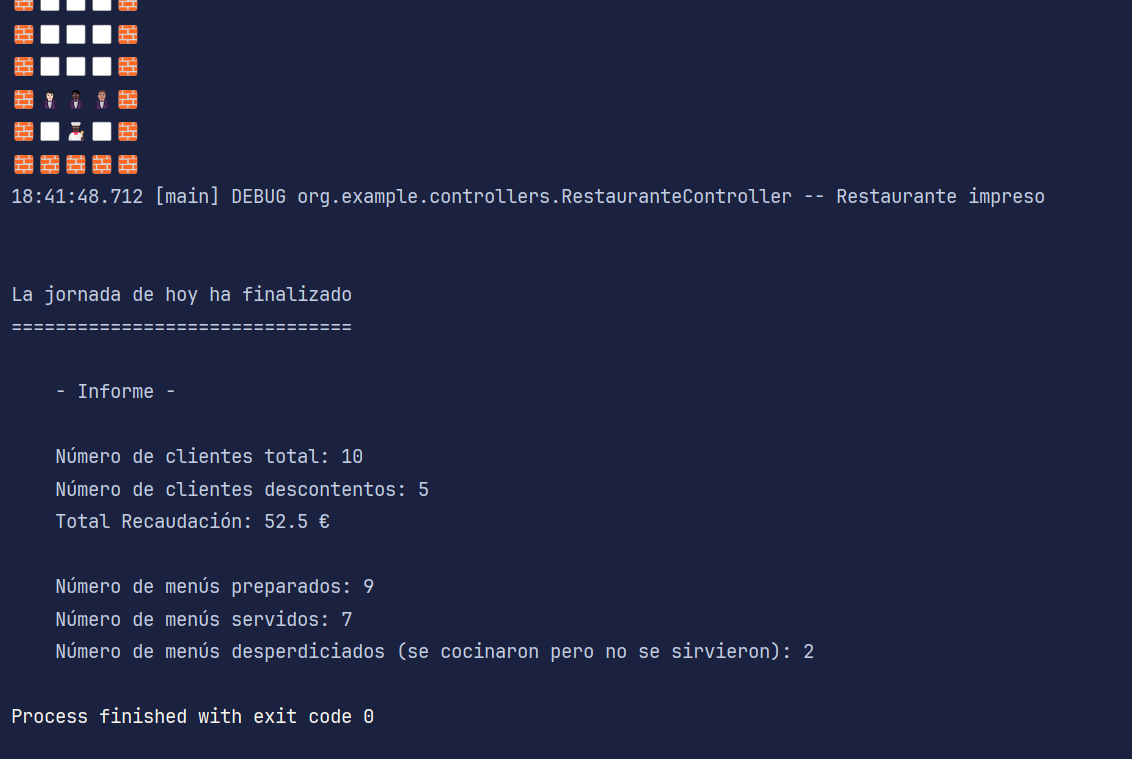 18:41:48.712 [main] DEBUG org.example.controllers.RestauranteController -- Restaurante impreso
La jornada de hoy ha finalizado
===============================
- Informe -
Número de clientes total: 10
Número de clientes descontentos: 5
Total Recaudación: 52.5 €
Número de menús preparados: 9
Número de menús servidos: 7
Número de menús desperdiciados (se cocinaron pero no se sirvieron): 2
Process finished with exit code 0